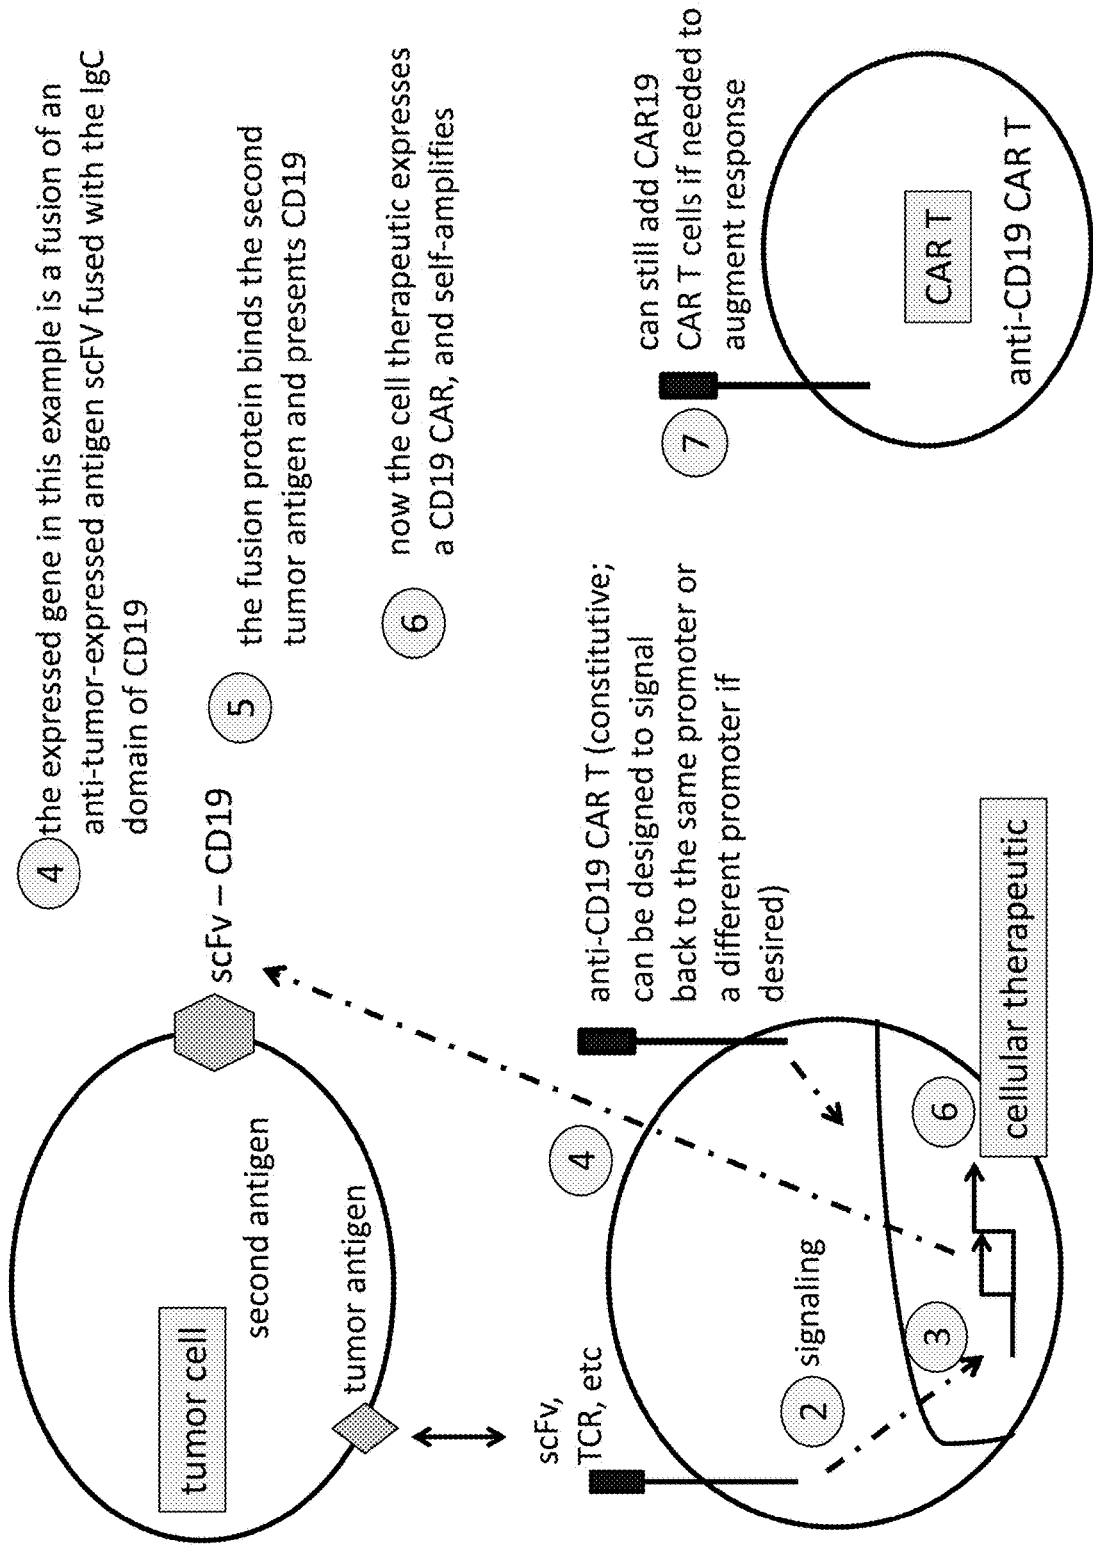 tumor cell
second antigen
tumor antigen
scFv – CD19
4
the expressed gene in this example is a fusion of an
anti-tumor-expressed antigen scFV fused with the IgC
domain of CD19
5
the fusion protein binds the second
tumor antigen and presents CD19
6
now the cell therapeutic expresses
a CD19 CAR, and self-amplifies
scFv,
TCR, etc
2
signaling
3
4
6
cellular therapeutic
anti-CD19 CAR T (constitutive;
can be designed to signal
back to the same promoter or
a different promoter if
desired)
7
can still add CAR19
CAR T cells if needed to
augment response
CAR T
anti-CD19 CAR T